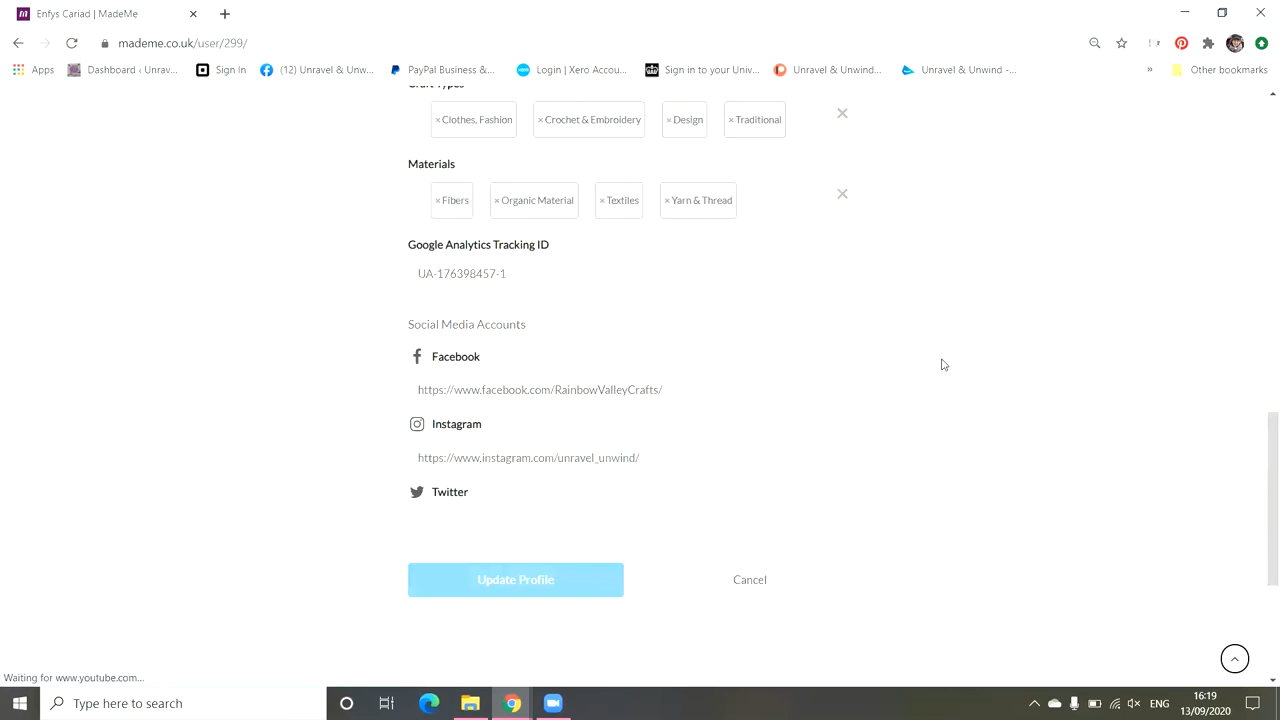 Enfys Cariad | MadeMe
mademe.co.uk/user/299/
Apps Dashboard ‹ Unrav... Sign In (12) Unravel & Unw... PayPal Business &... Login | Xero Accou... Sign in to your Univ... Unravel & Unwind... Unravel & Unwind -... » Other bookmarks
Craft Types
× Clothes, Fashion × Crochet & Embroidery × Design × Traditional ×
Materials
× Fibers × Organic Material × Textiles × Yarn & Thread ×
Google Analytics Tracking ID
UA-176398457-1
Social Media Accounts
Facebook
https://www.facebook.com/RainbowValleyCrafts/
Instagram
https://www.instagram.com/unravel_unwind/
Twitter
Update Profile Cancel
Waiting for www.youtube.com...
Type here to search
ENG
16:19
13/09/2020